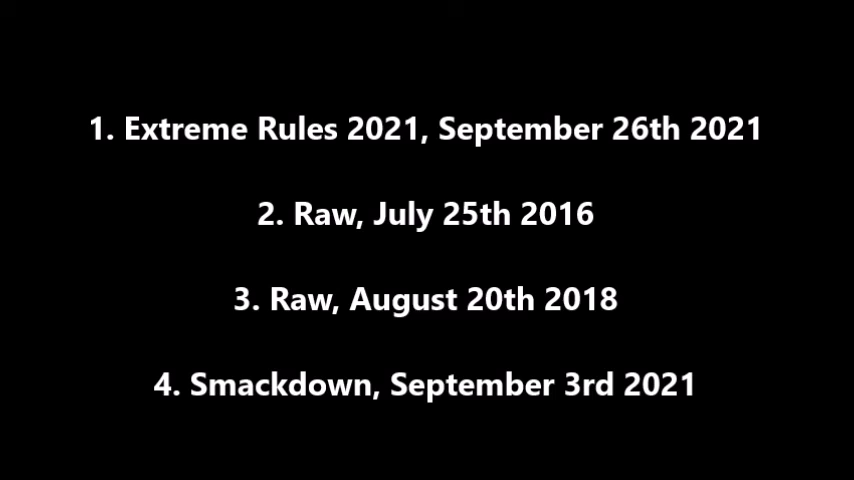 1. Extreme Rules 2021, September 26th 2021
2. Raw, July 25th 2016
3. Raw, August 20th 2018
4. Smackdown, September 3rd 2021